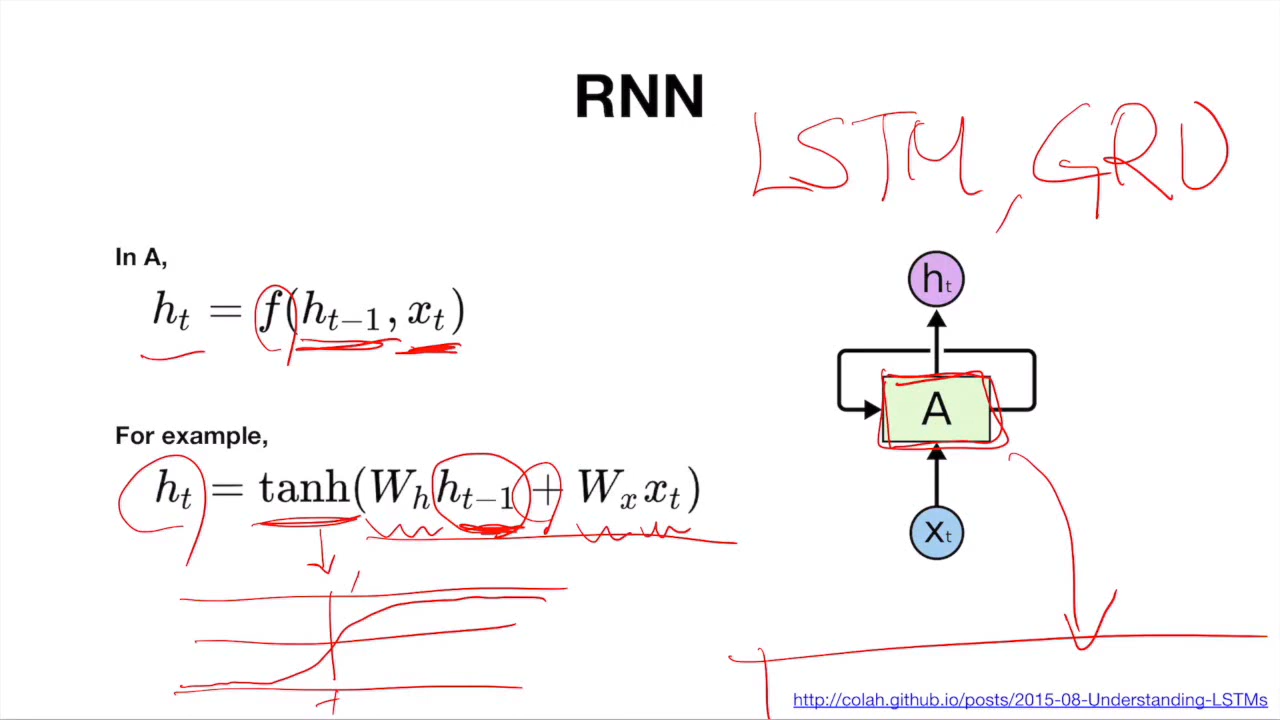 RNN
LSTM, GRU
In A,
h_t = f(h_{t-1}, x_t)
For example,
h_t = tanh(W_h h_{t-1} + W_x x_t)
h_t
A
x_t
http://colah.github.io/posts/2015-08-Understanding-LSTMs